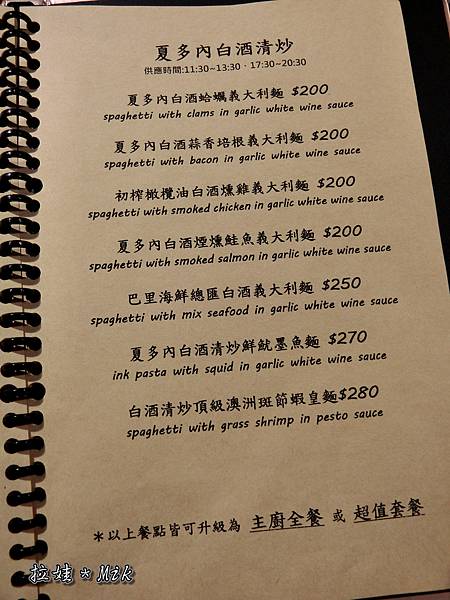 夏多內白酒清炒
供應時間:11:30~13:30、17:30~20:30
夏多內白酒蛤蠣義大利麵 $200
spaghetti with clams in garlic white wine sauce
夏多內白酒蒜香培根義大利麵 $200
spaghetti with bacon in garlic white wine sauce
初榨橄欖油白酒燻雞義大利麵 $200
spaghetti with smoked chicken in garlic white wine sauce
夏多內白酒煙燻鮭魚義大利麵 $200
spaghetti with smoked salmon in garlic white wine sauce
巴里海鮮總匯白酒義大利麵 $250
spaghetti with mix seafood in garlic white wine sauce
夏多內白酒清炒鮮魷墨魚麵 $270
ink pasta with squid in garlic white wine sauce
白酒清炒頂級澳洲斑節蝦皇麵$280
spaghetti with grass shrimp in pesto sauce
*以上餐點皆可升級為 主廚全餐 或 超值套餐
拉娃*Mik